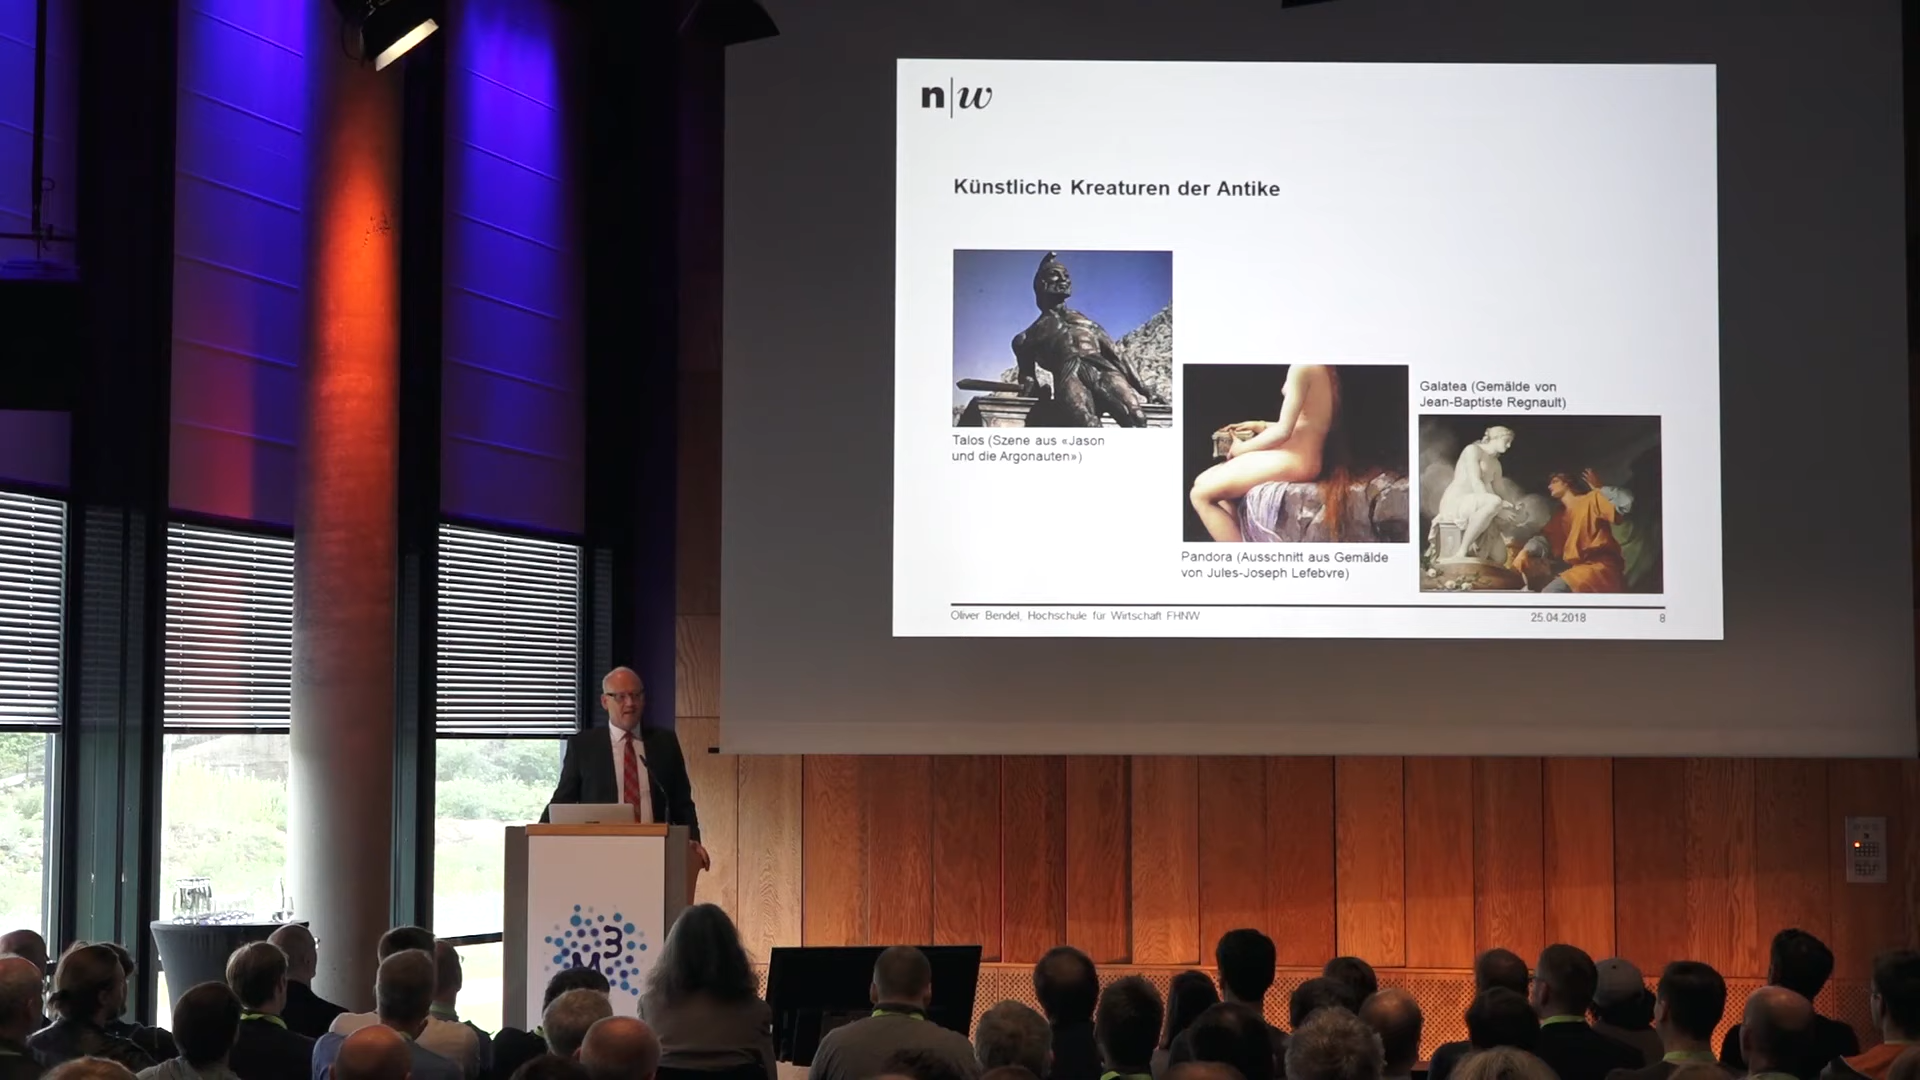 n|w
Künstliche Kreaturen der Antike
Talos (Szene aus «Jason
und die Argonauten»)
Pandora (Ausschnitt aus Gemälde
von Jules-Joseph Lefebvre)
Galatea (Gemälde von
Jean-Baptiste Regnault)
Oliver Bendel, Hochschule für Wirtschaft FHNW
25.04.2018
8
M3